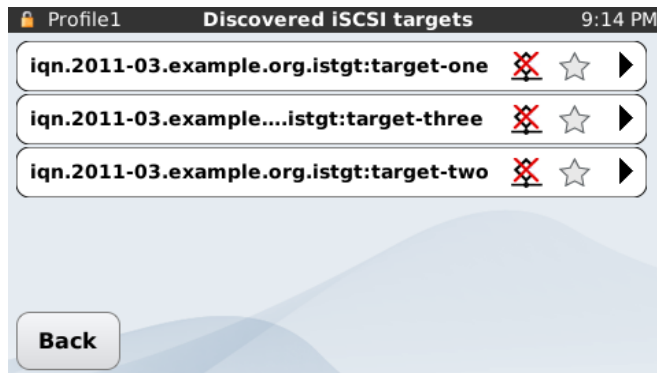 Profile1 Discovered iSCSI targets 9:14 PM
iqn.2011-03.example.org.istgt:target-one
iqn.2011-03.example....istgt:target-three
iqn.2011-03.example.org.istgt:target-two
Back